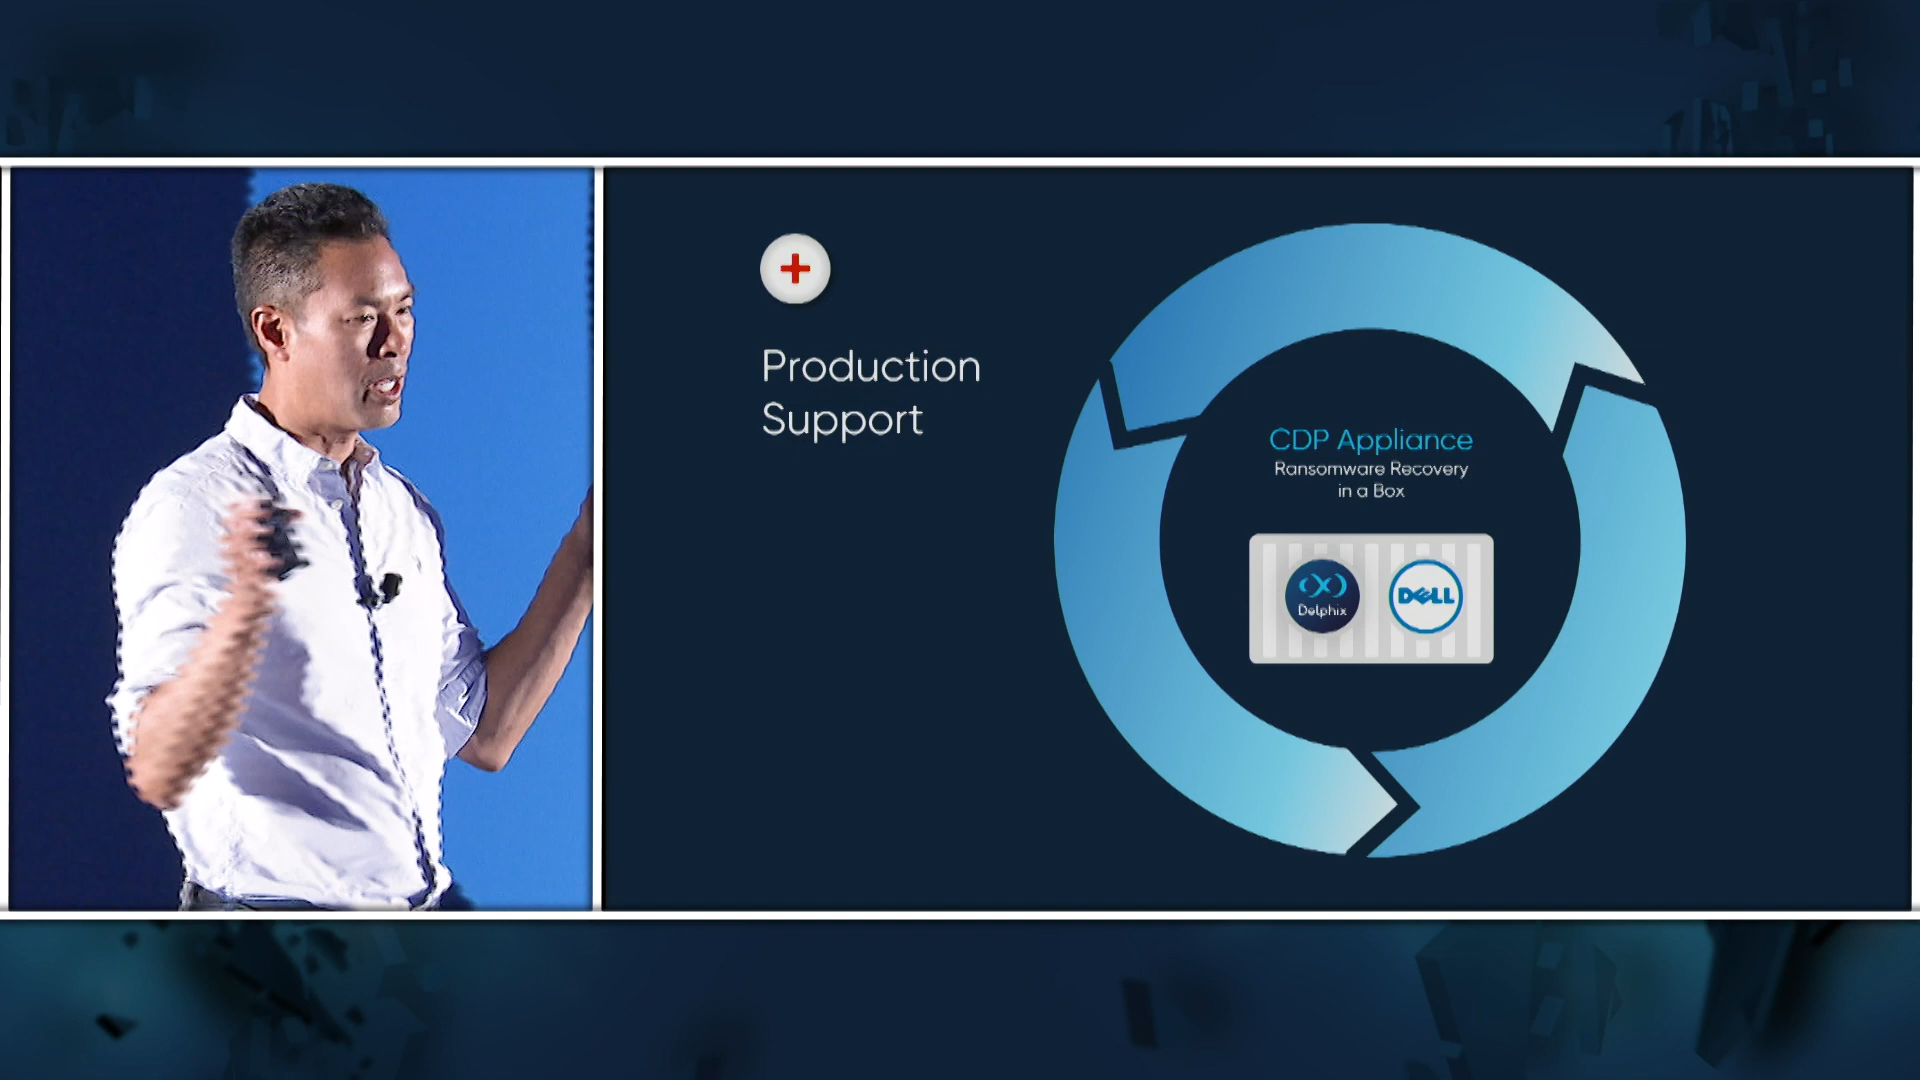 Production
Support
CDP Appliance
Ransomware Recovery
in a Box
Delphix
DELL